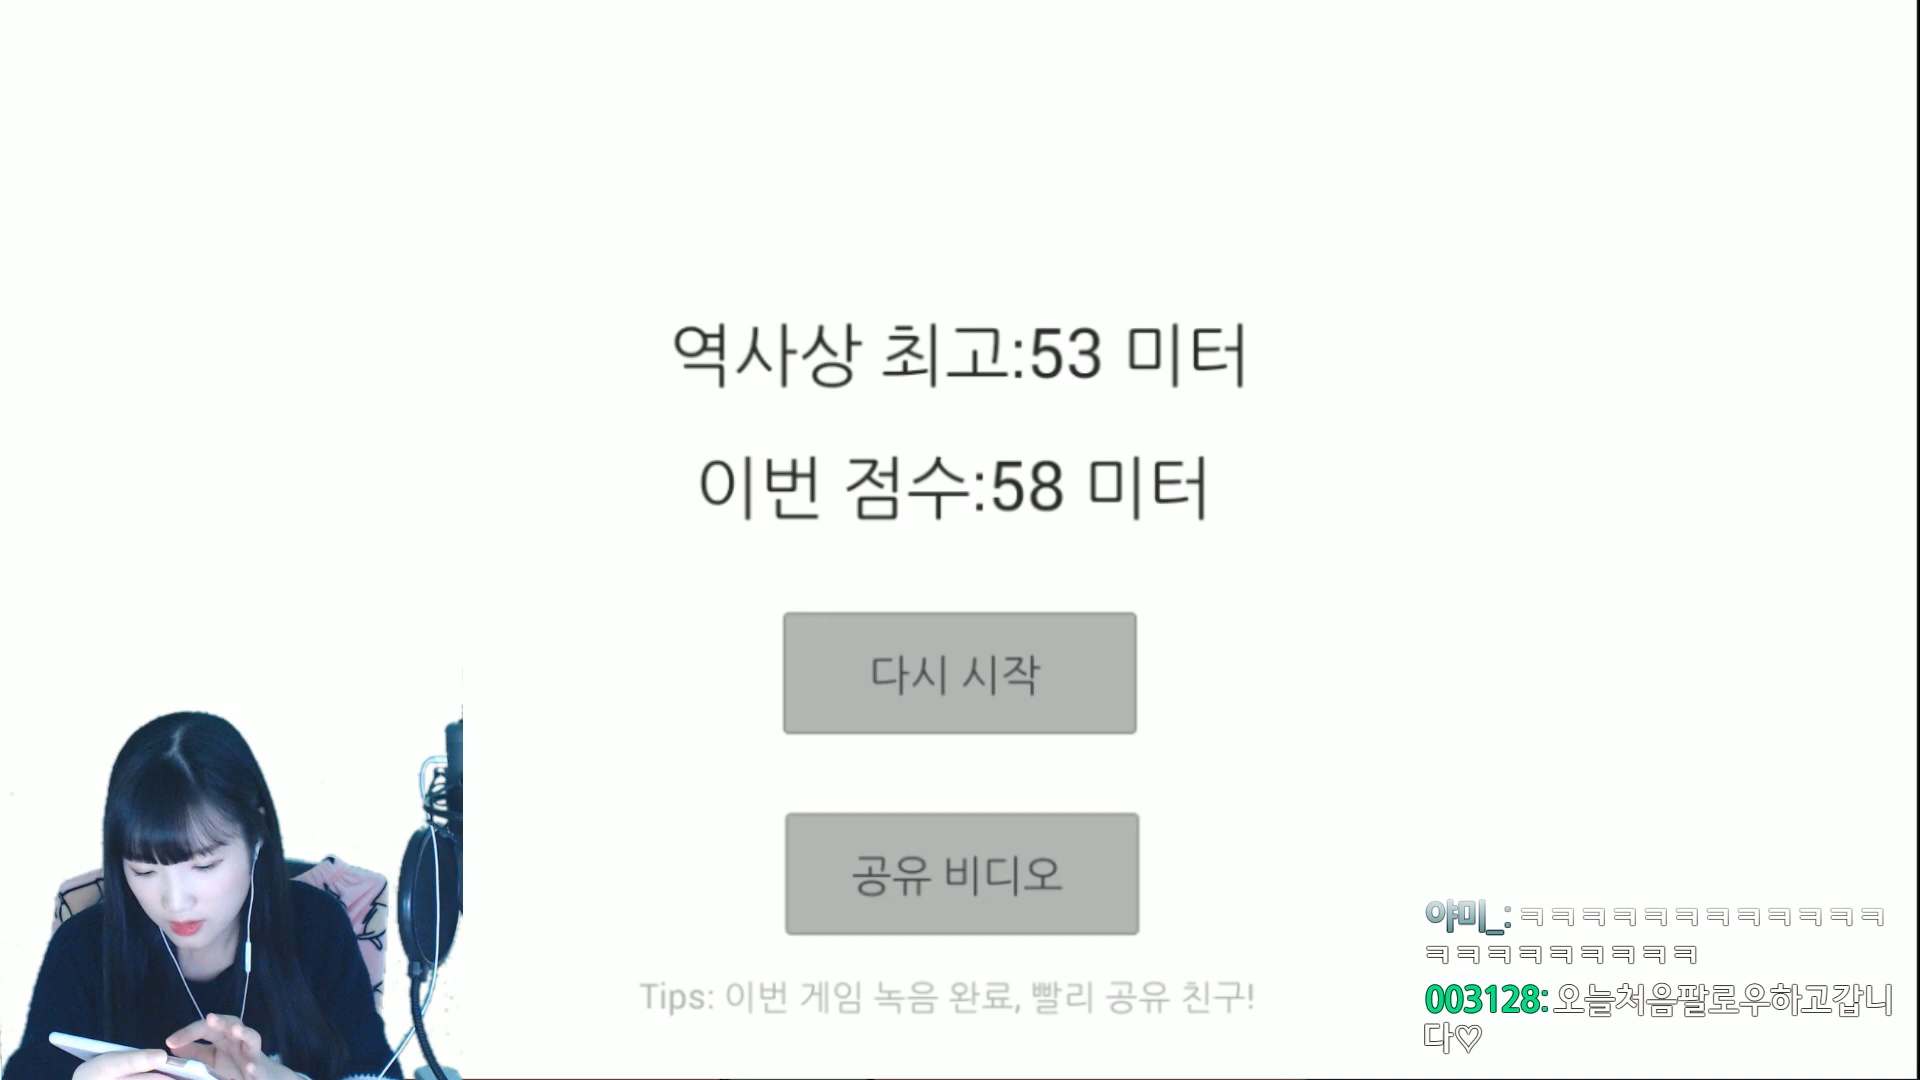 역사상 최고:53 미터
이번 점수:58 미터
다시 시작
공유 비디오
Tips: 이번 게임 녹음 완료, 빨리 공유 친구!
야미_: ㅋㅋㅋㅋㅋㅋㅋㅋㅋㅋㅋㅋ
ㅋㅋㅋㅋㅋㅋㅋㅋㅋ
003128: 오늘처음팔로우하고갑니
다♡